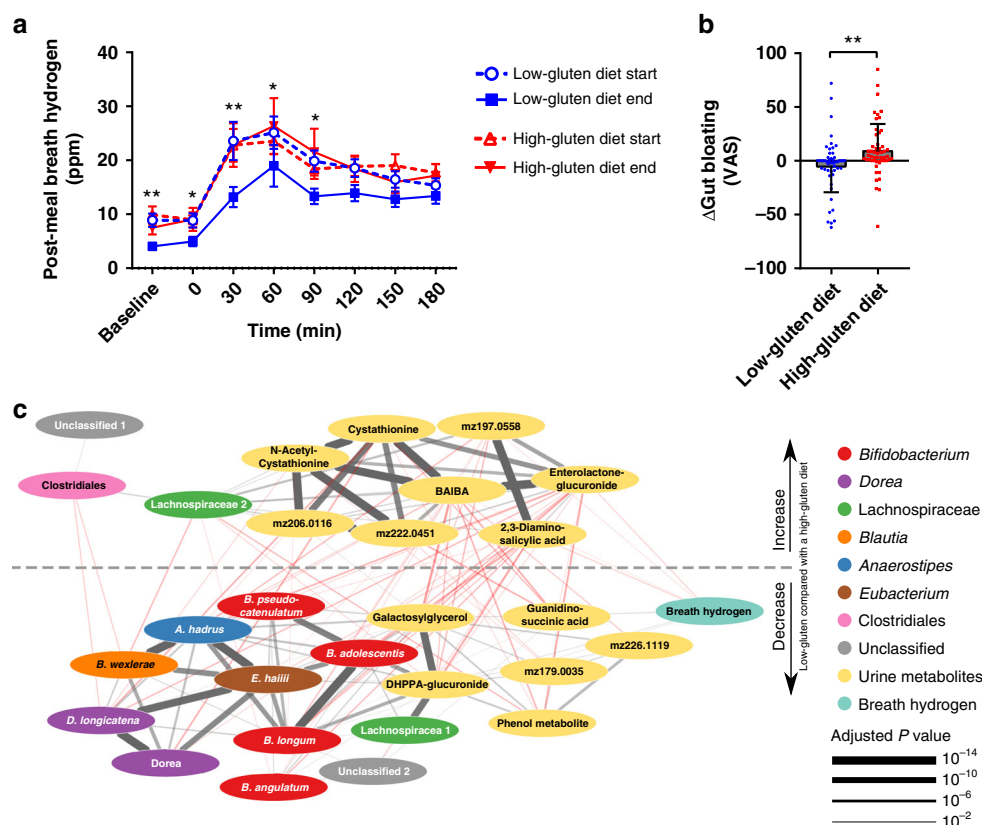 a
Post-meal breath hydrogen
(ppm)
40
30
20
10
0
**
*
**
*
*
Baseline
0
30
60
90
120
150
180
Time (min)
Low-gluten diet start
Low-gluten diet end
High-gluten diet start
High-gluten diet end
b
ΔGut bloating
(VAS)
100
50
0
−50
−100
**
Low-gluten diet
High-gluten diet
c
Unclassified 1
Clostridiales
Lachnospiraceae 2
Cystathionine
mz197.0558
N-Acetyl-
Cystathionine
BAIBA
Enterolactone-
glucuronide
mz206.0116
mz222.0451
2,3-Diamino-
salicylic acid
B. pseudo-
catenulatum
A. hadrus
Galactosylglycerol
Guanidino-
succinic acid
Breath hydrogen
B. wexlerae
E. haiiii
B. adolescentis
mz226.1119
DHPPA-glucuronide
mz179.0035
D. longicatena
B. longum
Lachnospiracea 1
Phenol metabolite
Dorea
Unclassified 2
B. angulatum
Increase
Decrease
Low-gluten compared with a high-gluten diet
Bifidobacterium
Dorea
Lachnospiraceae
Blautia
Anaerostipes
Eubacterium
Clostridiales
Unclassified
Urine metabolites
Breath hydrogen
Adjusted P value
10⁻¹⁴
10⁻¹⁰
10⁻⁶
10⁻²